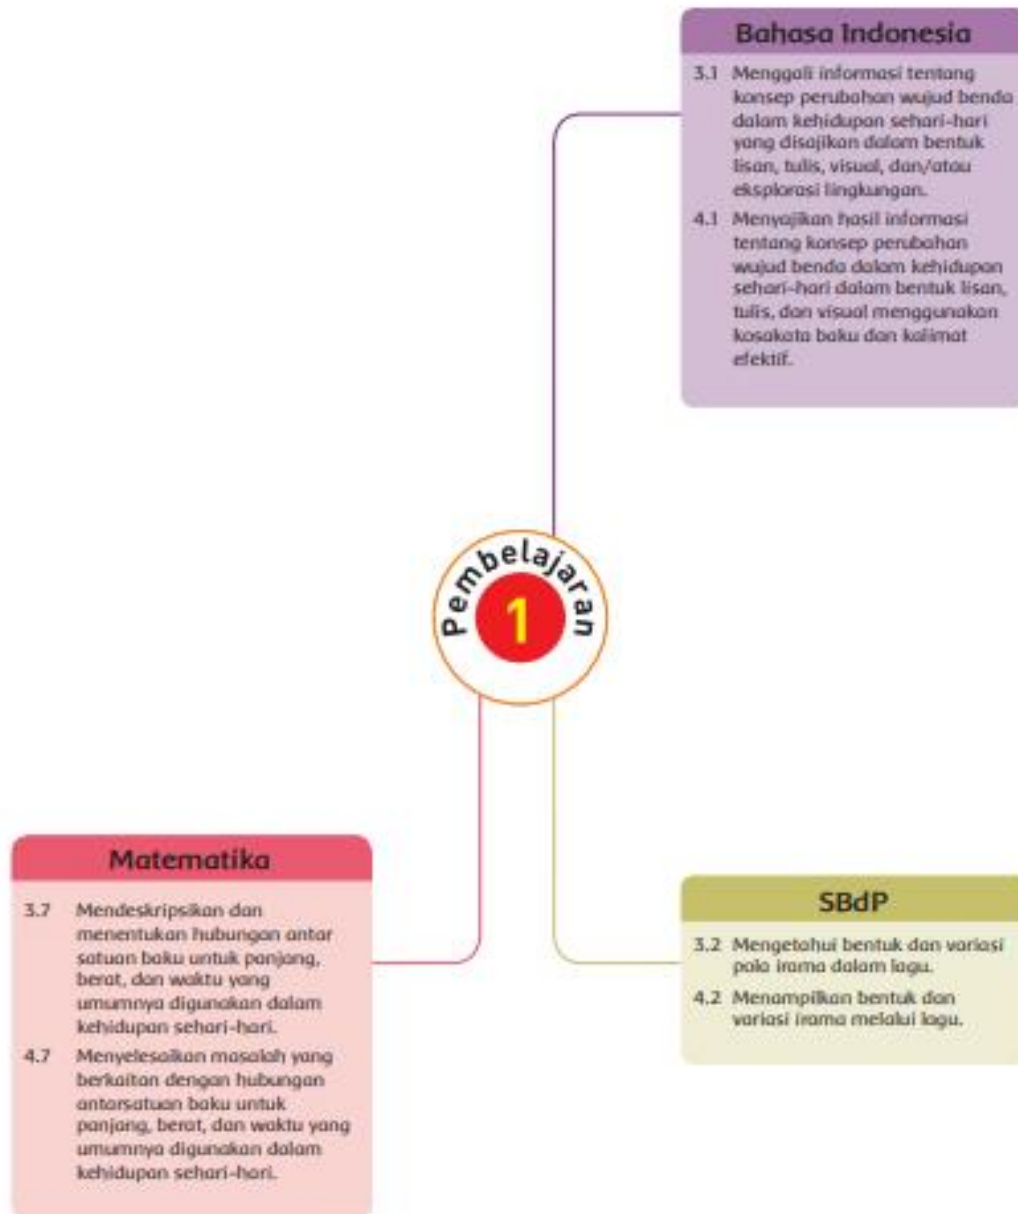 Bahasa Indonesia
3.1 Menggali informasi tentang
konsep perubahan wujud benda
dalam kehidupan sehari-hari
yang disajikan dalam bentuk
lisan, tulis, visual, dan/atau
eksplorasi lingkungan.
4.1 Menyajikan hasil informasi
tentang konsep perubahan
wujud benda dalam kehidupan
sehari-hari dalam bentuk lisan,
tulis, dan visual menggunakan
kosakata baku dan kalimat
efektif.
Pembelajaran
1
Matematika
3.7 Mendeskripsikan dan
menentukan hubungan antar
satuan baku untuk panjang,
berat, dan waktu yang
umumnya digunakan dalam
kehidupan sehari-hari.
4.7 Menyelesaikan masalah yang
berkaitan dengan hubungan
antarsatuan baku untuk
panjang, berat, dan waktu yang
umumnya digunakan dalam
kehidupan sehari-hari.
SBdP
3.2 Mengetahui bentuk dan variasi
pola irama dalam lagu.
4.2 Menampilkan bentuk dan
variasi irama melalui lagu.